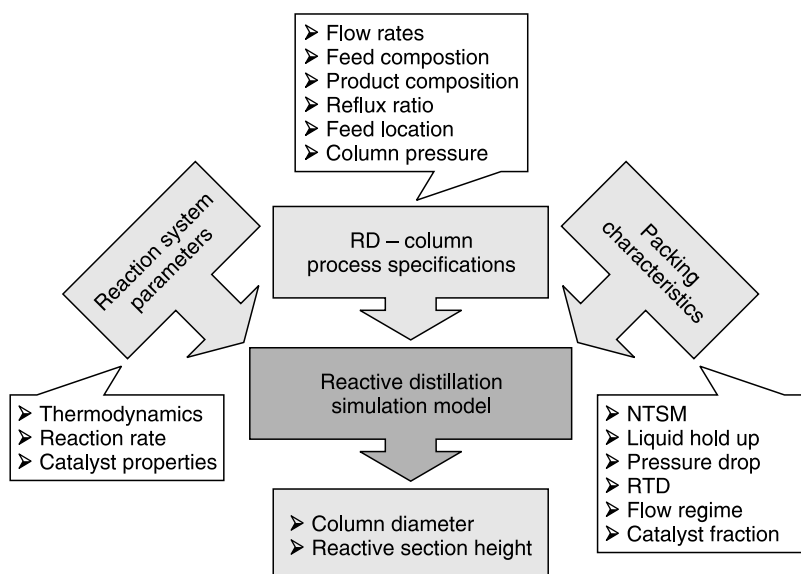 ➢ Flow rates
➢ Feed compostion
➢ Product composition
➢ Reflux ratio
➢ Feed location
➢ Column pressure
Reaction system
parameters
RD – column
process specifications
Packing
characteristics
Reactive distillation
simulation model
➢ Thermodynamics
➢ Reaction rate
➢ Catalyst properties
➢ NTSM
➢ Liquid hold up
➢ Pressure drop
➢ RTD
➢ Flow regime
➢ Catalyst fraction
➢ Column diameter
➢ Reactive section height